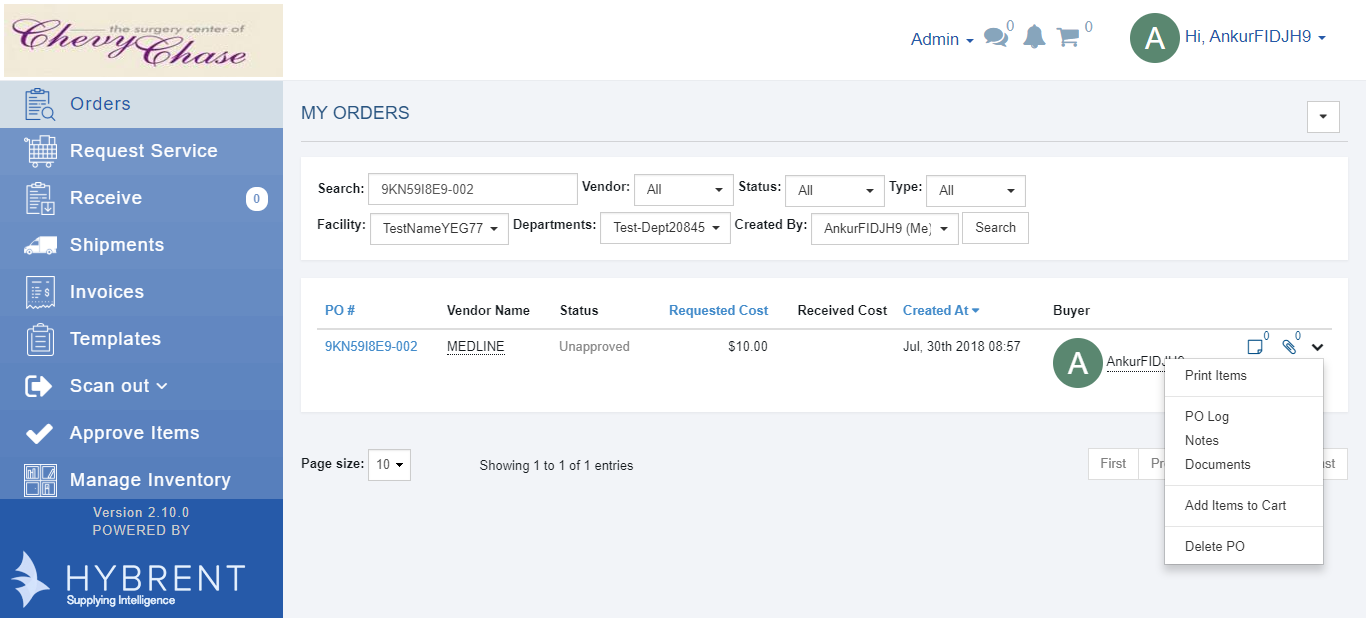 the surgery center of
Chevy Chase
Admin
0
0
A
Hi, AnkurFIDJH9
Orders
Request Service
Receive
0
Shipments
Invoices
Templates
Scan out
Approve Items
Manage Inventory
Version 2.10.0
POWERED BY
HYBRENT
Supplying Intelligence
MY ORDERS
Search: 9KN59I8E9-002 Vendor: All Status: All Type: All
Facility: TestNameYEG77 Departments: Test-Dept20845 Created By: AnkurFIDJH9 (Me) Search
PO # Vendor Name Status Requested Cost Received Cost Created At Buyer
9KN59I8E9-002 MEDLINE Unapproved $10.00 Jul, 30th 2018 08:57 A AnkurFIDJH9 0 0
Print Items
PO Log
Notes
Documents
Add Items to Cart
Delete PO
Page size: 10 Showing 1 to 1 of 1 entries First